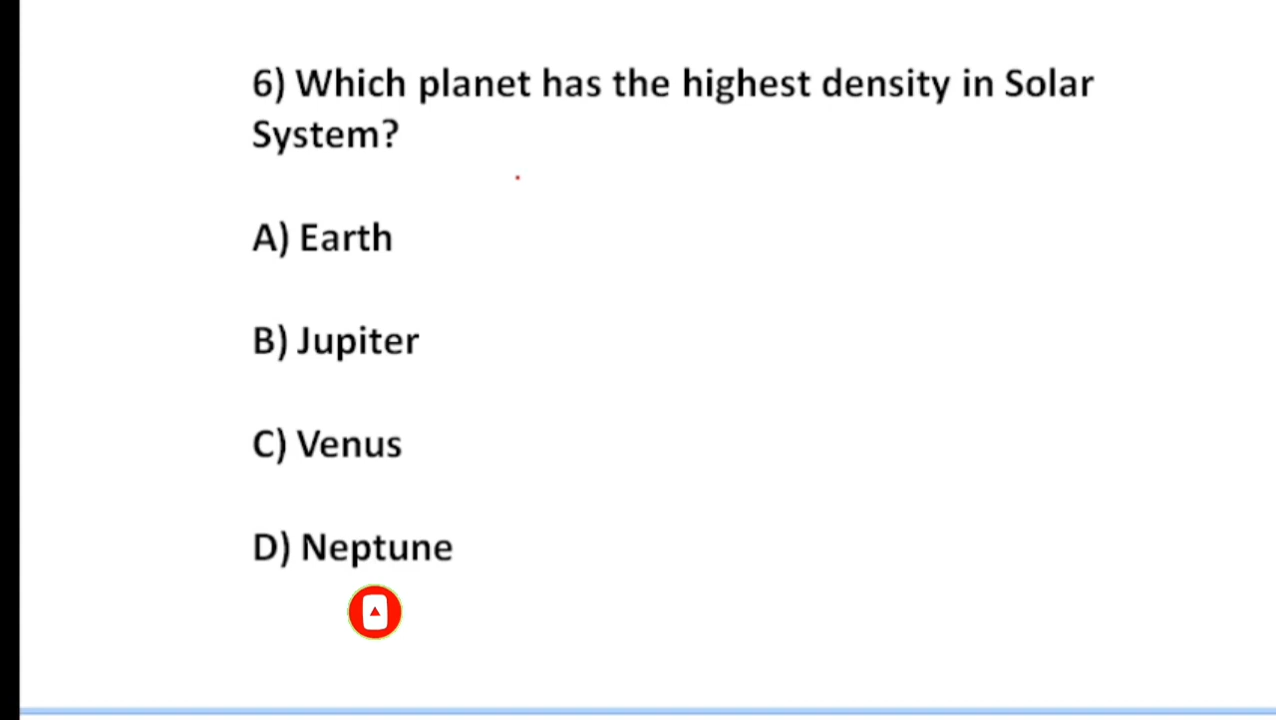 6) Which planet has the highest density in Solar
System?
A) Earth
B) Jupiter
C) Venus
D) Neptune